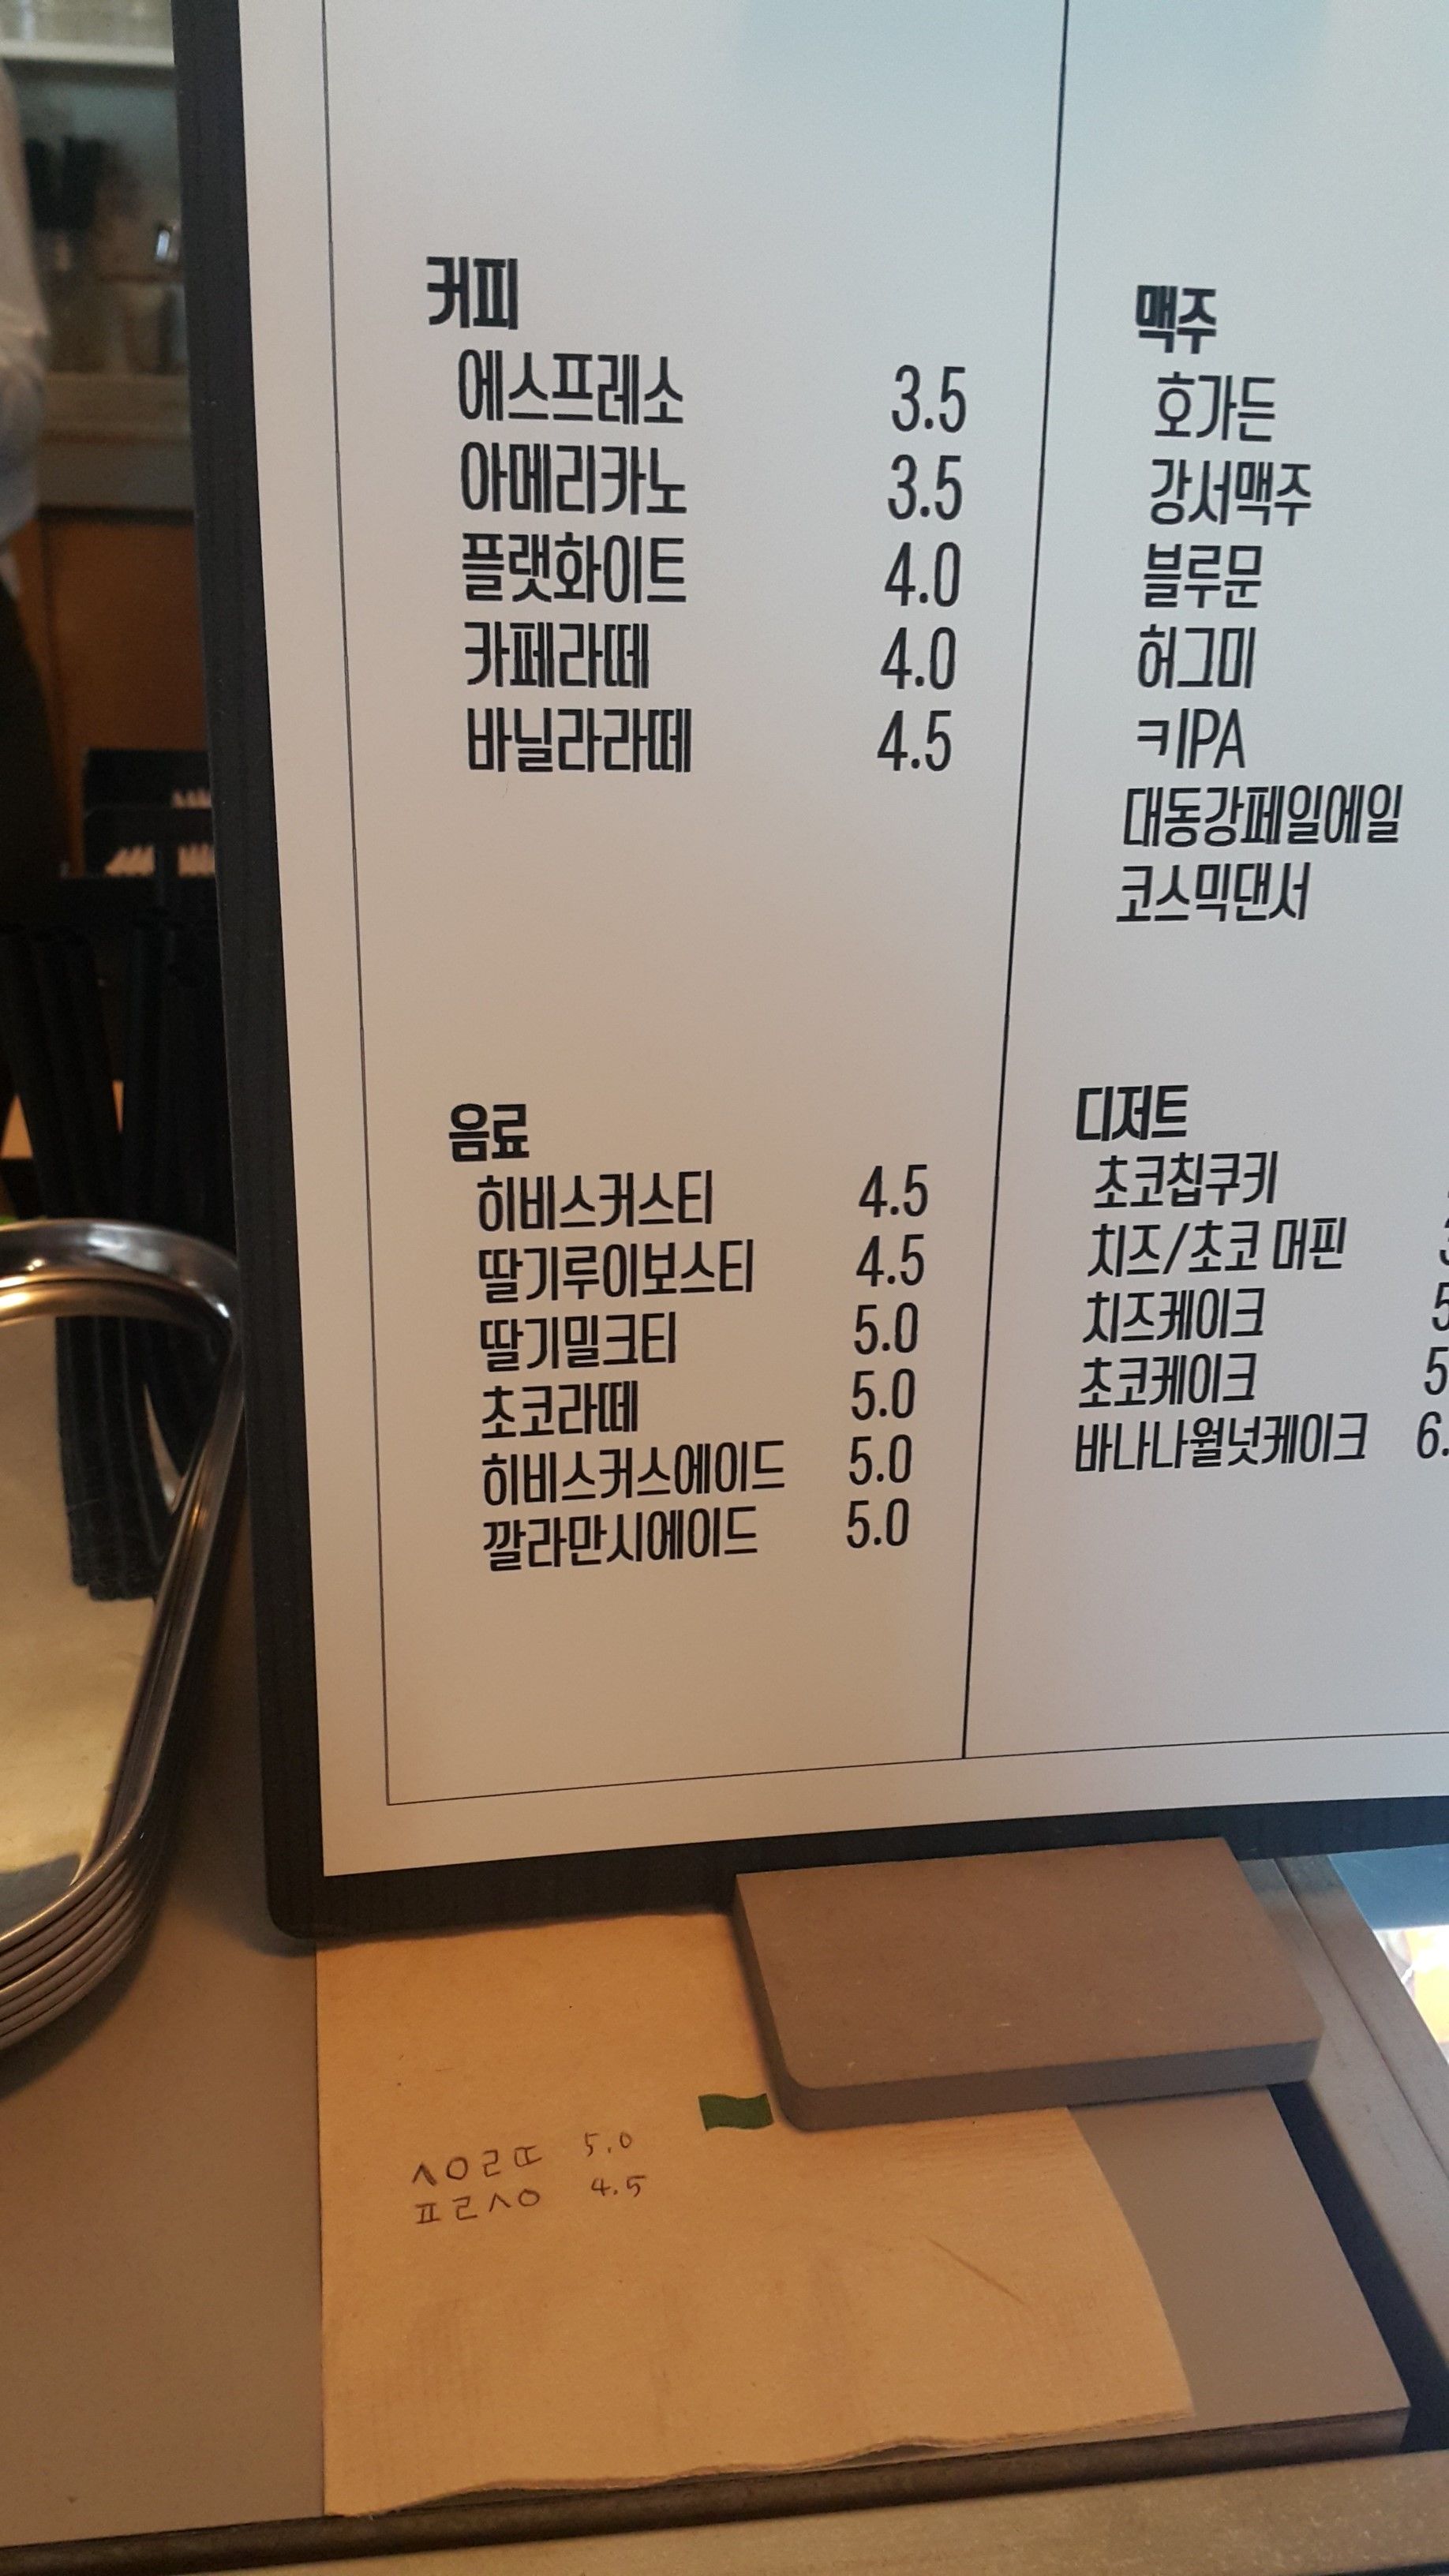 커피
에스프레소 3.5
아메리카노 3.5
플랫화이트 4.0
카페라떼 4.0
바닐라라떼 4.5
음료
히비스커스티 4.5
딸기루이보스티 4.5
딸기밀크티 5.0
초코라떼 5.0
히비스커스에이드 5.0
깔라만시에이드 5.0
맥주
호가든
강서맥주
블루문
허그미
ㅋIPA
대동강페일에일
코스믹댄서
디저트
초코칩쿠키
치즈/초코 머핀
치즈케이크 5
초코케이크 5
바나나월넛케이크 6.
ㅅㅇㄹㄸ 5.0
ㅍㄹㅅㅇ 4.5